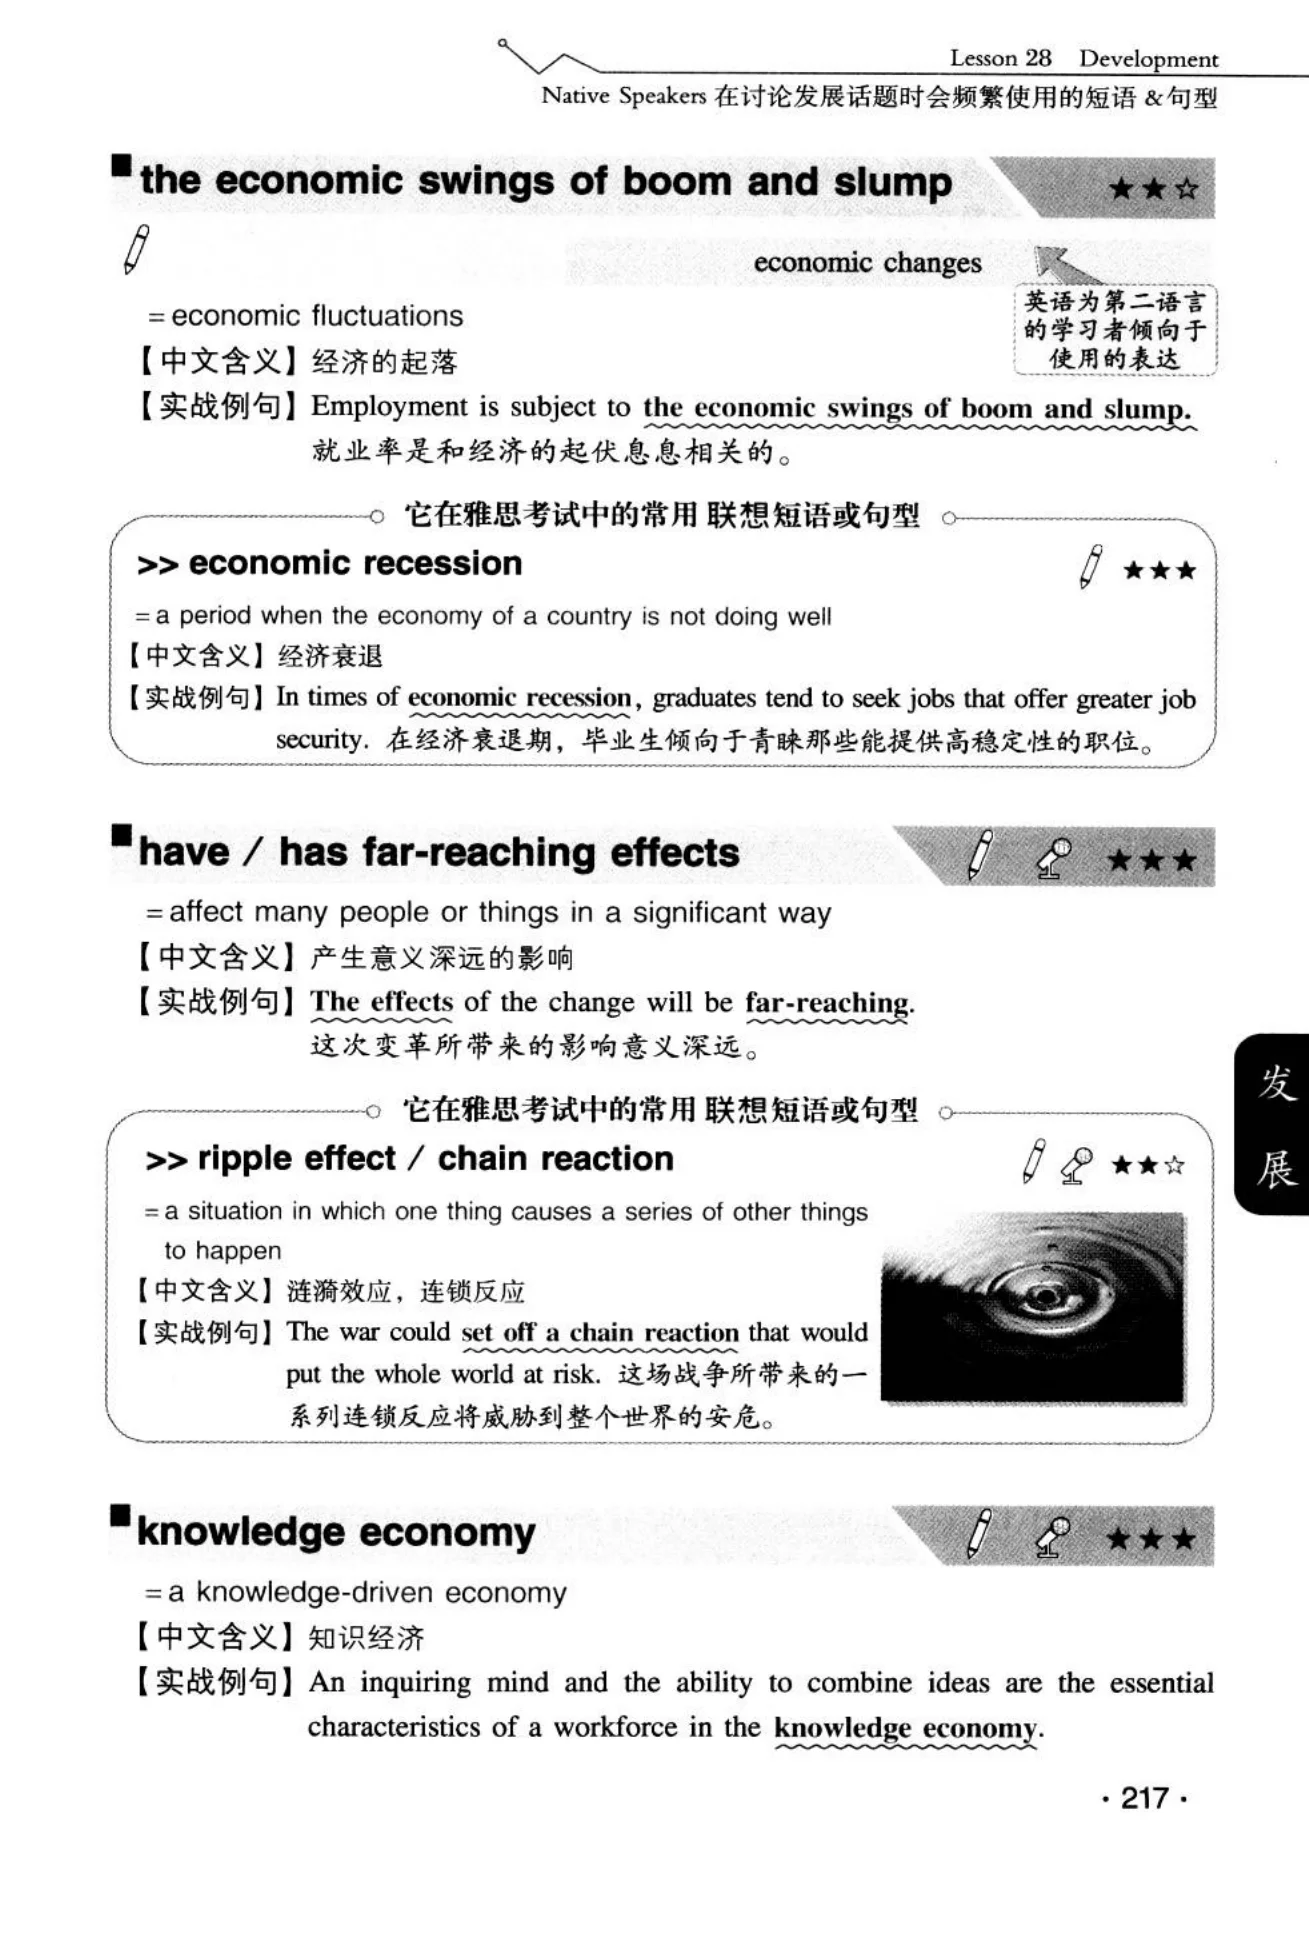 Lesson 28 Development
Native Speakers 在讨论发展话题时会频繁使用的短语 & 句型
■ the economic swings of boom and slump ★★☆
economic changes
英语为第二语言
的学习者倾向于
使用的表达
= economic fluctuations
【中文含义】经济的起落
【实战例句】Employment is subject to the economic swings of boom and slump.
就业率是和经济的起伏息息相关的。
它在雅思考试中的常用 联想短语或句型
>> economic recession ★★★
= a period when the economy of a country is not doing well
【中文含义】经济衰退
【实战例句】In times of economic recession, graduates tend to seek jobs that offer greater job
security. 在经济衰退期，毕业生倾向于青睐那些能提供高稳定性的职位。
■ have / has far-reaching effects ★★★
= affect many people or things in a significant way
【中文含义】产生意义深远的影响
【实战例句】The effects of the change will be far-reaching.
这次变革所带来的影响意义深远。
它在雅思考试中的常用 联想短语或句型
>> ripple effect / chain reaction ★★☆
= a situation in which one thing causes a series of other things
to happen
【中文含义】涟漪效应，连锁反应
【实战例句】The war could set off a chain reaction that would
put the whole world at risk. 这场战争所带来的一
系列连锁反应将威胁到整个世界的安危。
■ knowledge economy ★★★
= a knowledge-driven economy
【中文含义】知识经济
【实战例句】An inquiring mind and the ability to combine ideas are the essential
characteristics of a workforce in the knowledge economy.
发
展
· 217 ·